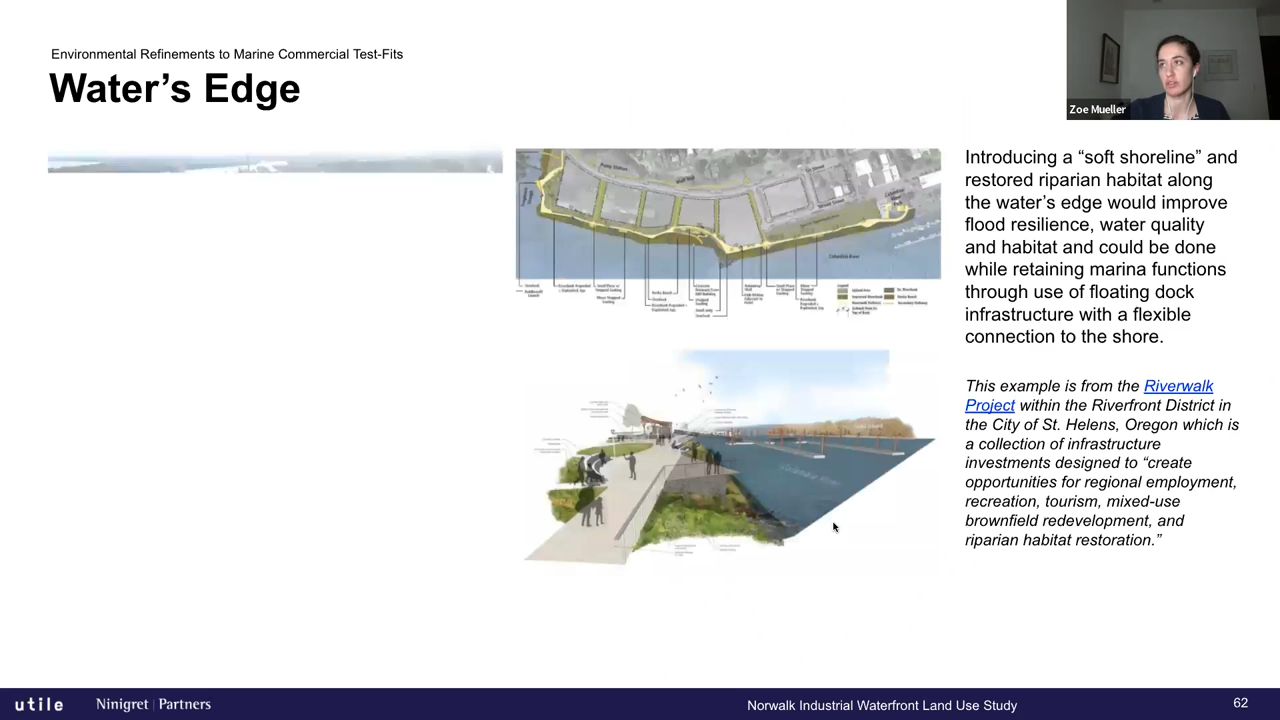 Environmental Refinements to Marine Commercial Test-Fits
Water's Edge
Zoe Mueller
Introducing a “soft shoreline” and
restored riparian habitat along
the water’s edge would improve
flood resilience, water quality
and habitat and could be done
while retaining marina functions
through use of floating dock
infrastructure with a flexible
connection to the shore.
This example is from the Riverwalk
Project within the Riverfront District in
the City of St. Helens, Oregon which is
a collection of infrastructure
investments designed to “create
opportunities for regional employment,
recreation, tourism, mixed-use
brownfield redevelopment, and
riparian habitat restoration.”
Columbia River
utile
Ninigret | Partners
Norwalk Industrial Waterfront Land Use Study
62